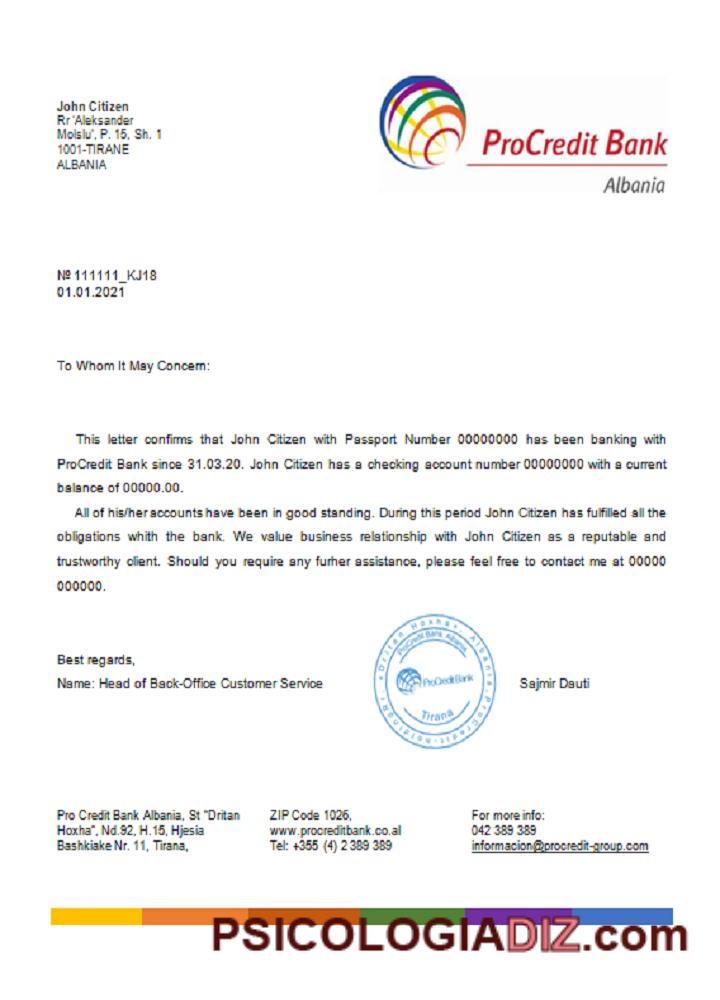 John Citizen
Rr 'Aleksander
Moislu', P. 15, Sh. 1
1001-TIRANE
ALBANIA
ProCredit Bank
Albania
№ 111111_KJ18
01.01.2021
To Whom It May Concern:
This letter confirms that John Citizen with Passport Number 00000000 has been banking with
ProCredit Bank since 31.03.20. John Citizen has a checking account number 00000000 with a current
balance of 00000.00.
All of his/her accounts have been in good standing. During this period John Citizen has fulfilled all the
obligations whith the bank. We value business relationship with John Citizen as a reputable and
trustworthy client. Should you require any furher assistance, please feel free to contact me at 00000
000000.
Best regards,
Name: Head of Back-Office Customer Service
Dritan Hoxha, Albania, ProCredit-holding
ProCredit Bank, Albania,
ProCreditBank
Tirana
Sajmir Dauti
Pro Credit Bank Albania, St "Dritan
Hoxha", Nd.92, H.15, Hjesia
Bashkiake Nr. 11, Tirana,
ZIP Code 1026,
www.procreditbank.co.al
Tel: +355 (4) 2 389 389
For more info:
042 389 389
informacion@procredit-group.com
PSICOLOGIADIZ.com